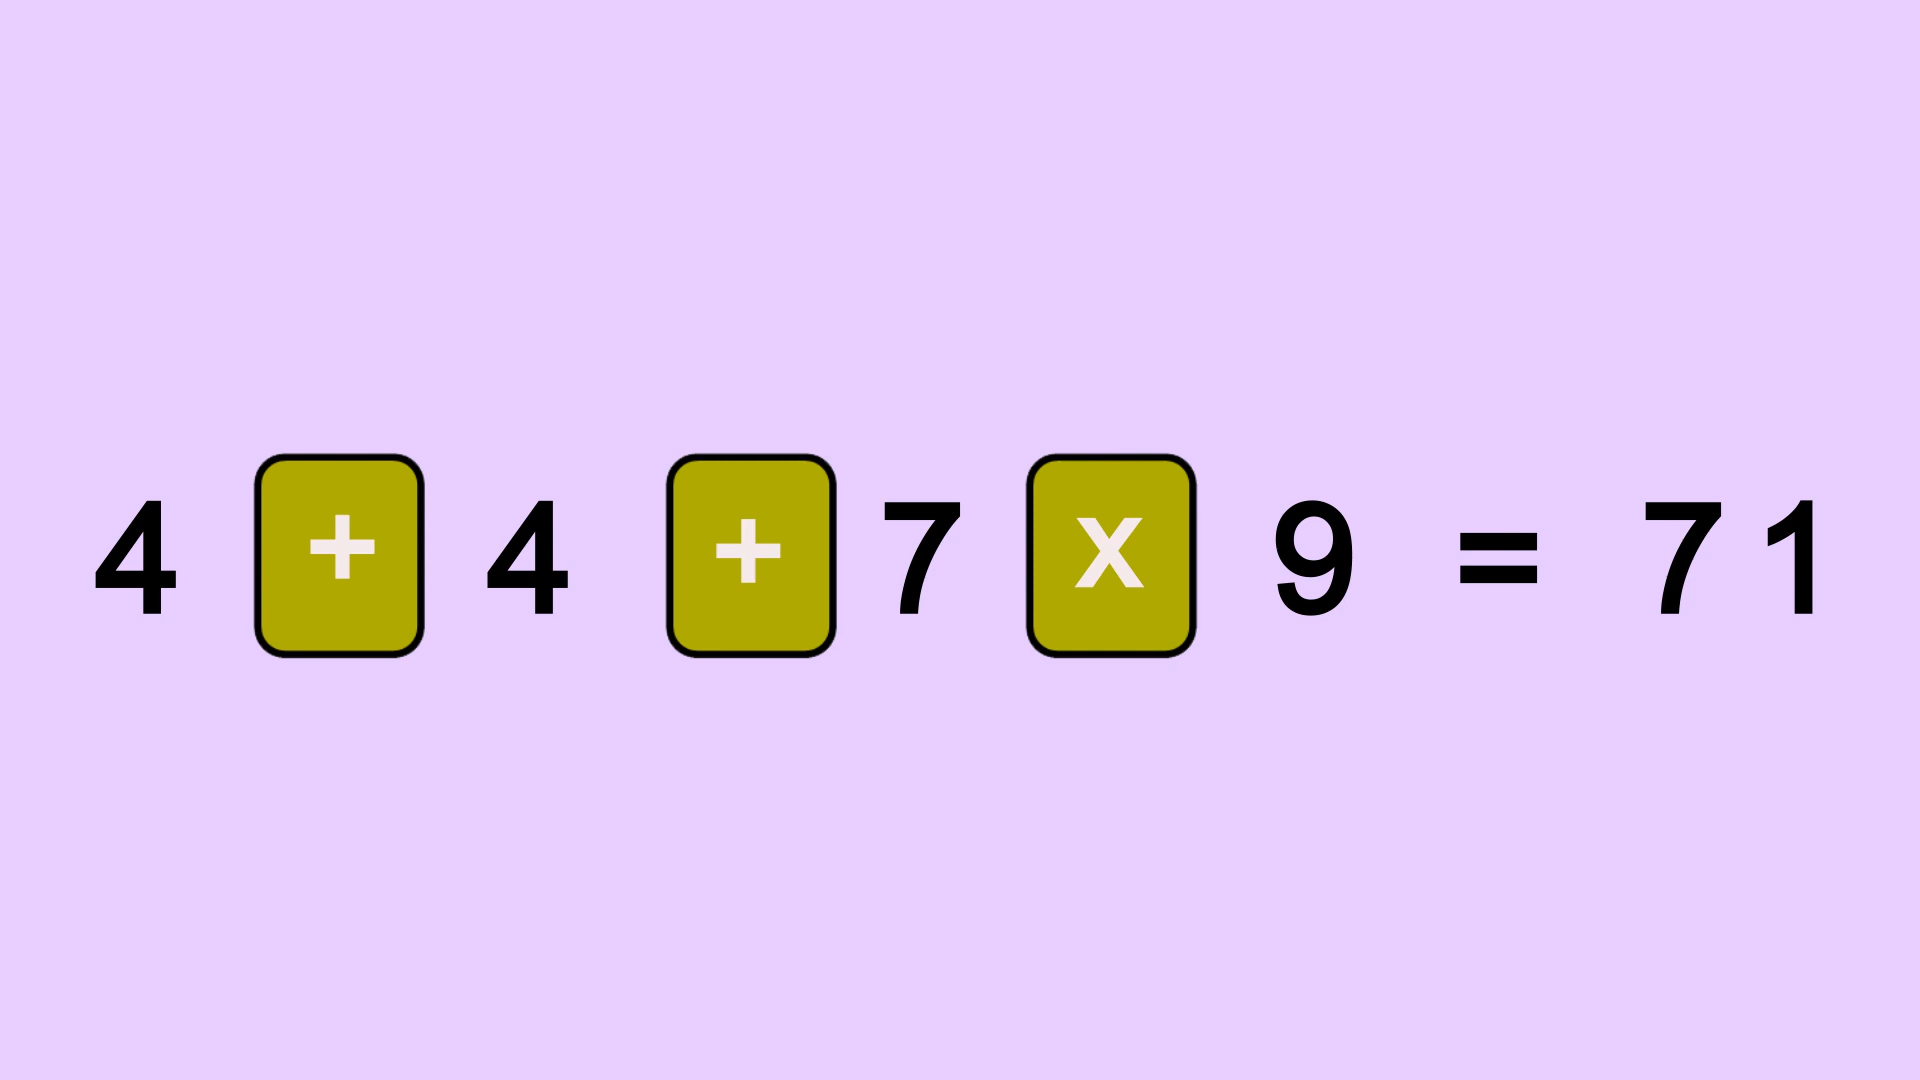 4 + 4 + 7 x 9 = 71